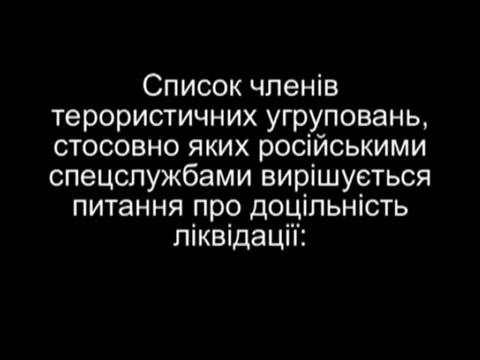 Список членів
терористичних угруповань,
стосовно яких російськими
спецслужбами вирішується
питання про доцільність
ліквідації: